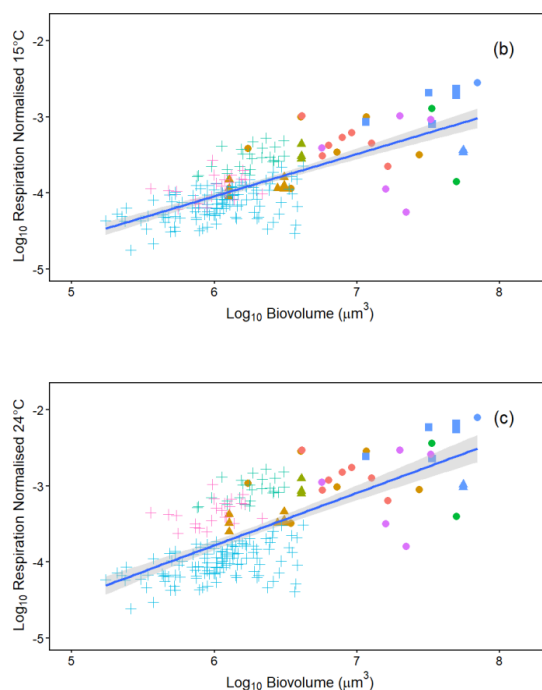 (b)
Log10 Respiration Normalised 15°C
-2
-3
-4
-5
5 6 7 8
Log10 Biovolume (μm³)
(c)
Log10 Respiration Normalised 24°C
-2
-3
-4
-5
5 6 7 8
Log10 Biovolume (μm³)